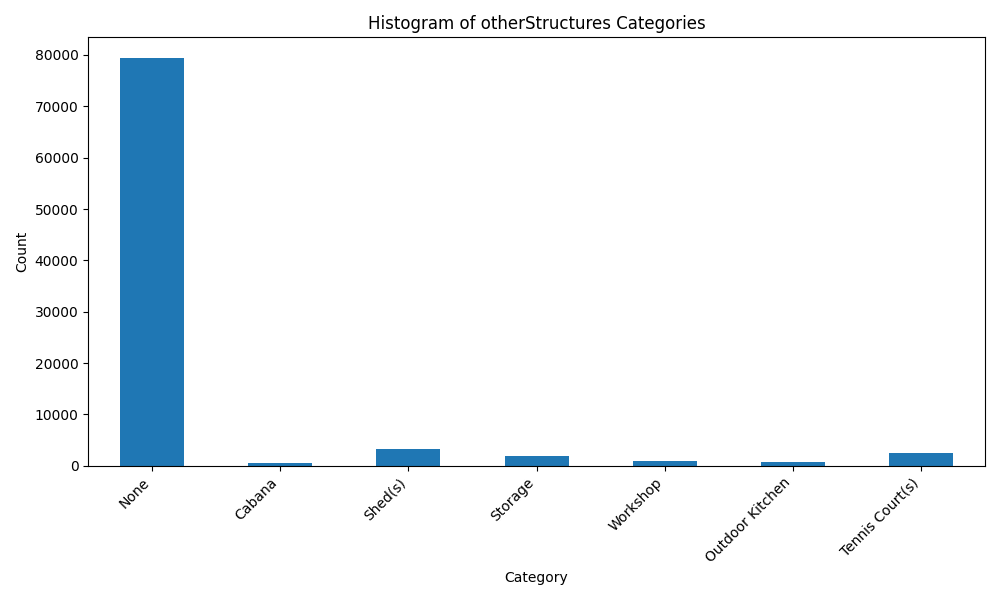 Histogram of otherStructures Categories
80000
70000
60000
50000
40000
30000
20000
10000
0
Count
None
Cabana
Shed(s)
Storage
Workshop
Outdoor Kitchen
Tennis Court(s)
Category